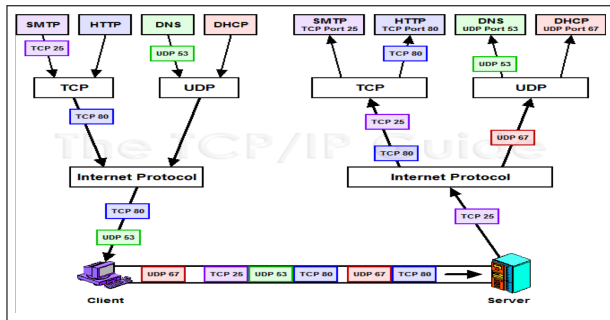 SMTP HTTP DNS DHCP
TCP 25 UDP 53
TCP UDP
TCP 80
Internet Protocol
TCP 80
UDP 53
SMTP HTTP DNS DHCP
TCP Port 25 TCP Port 80 UDP Port 53 UDP Port 67
TCP 80 UDP 53
TCP UDP
TCP 25
UDP 67
TCP 80
Internet Protocol
TCP 25
The TCP/IP Guide
UDP 67 TCP 25 UDP 53 TCP 80 UDP 67 TCP 80
Client Server